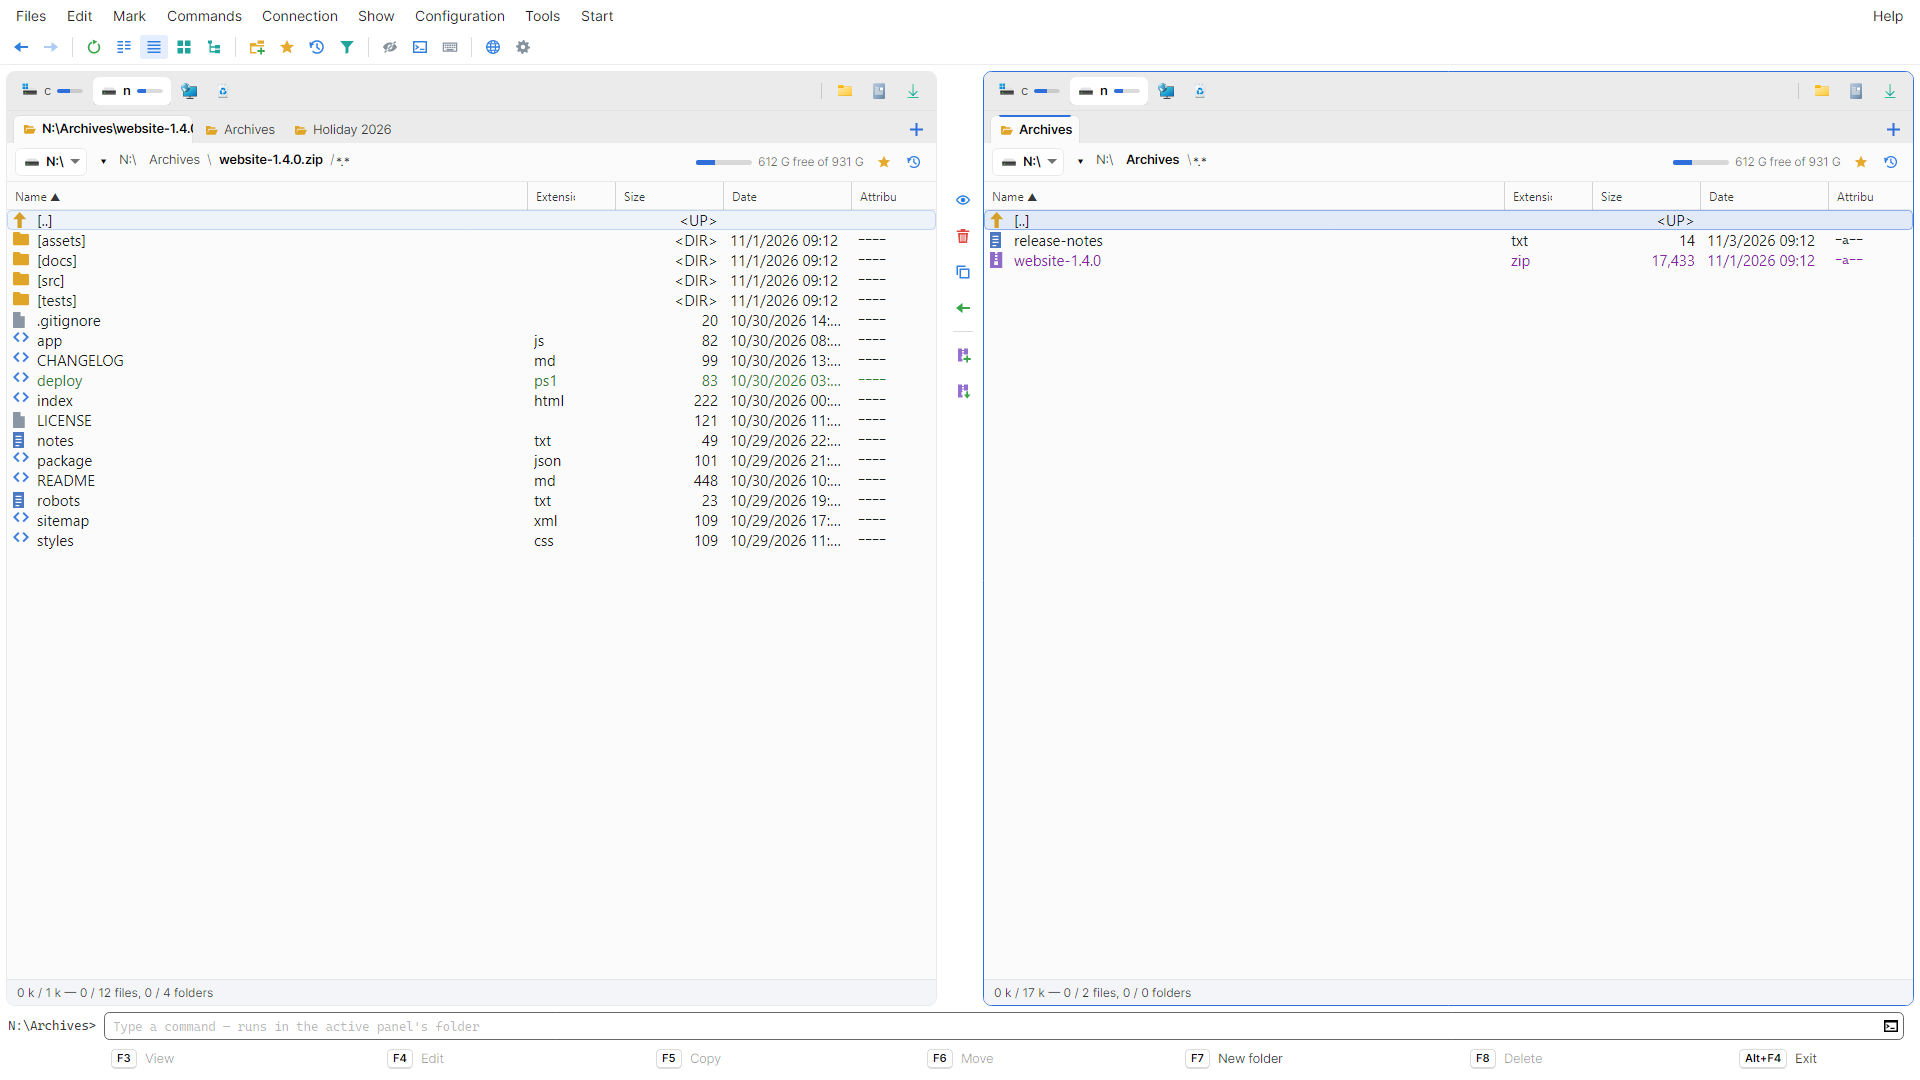 Files Edit Mark Commands Connection Show Configuration Tools Start Help
c n
N:\Archives\website-1.4.0 Archives Holiday 2026
N:\ N:\ Archives \ website-1.4.0.zip /*.* 612 G free of 931 G
Name Extensi Size Date Attribu
[..] <UP>
[assets] <DIR> 11/1/2026 09:12 ----
[docs] <DIR> 11/1/2026 09:12 ----
[src] <DIR> 11/1/2026 09:12 ----
[tests] <DIR> 11/1/2026 09:12 ----
.gitignore 20 10/30/2026 14:... ----
app js 82 10/30/2026 08:... ----
CHANGELOG md 99 10/30/2026 13:... ----
deploy ps1 83 10/30/2026 03:... ----
index html 222 10/30/2026 00:... ----
LICENSE 121 10/30/2026 11:... ----
notes txt 49 10/29/2026 22:... ----
package json 101 10/29/2026 21:... ----
README md 448 10/30/2026 10:... ----
robots txt 23 10/29/2026 19:... ----
sitemap xml 109 10/29/2026 17:... ----
styles css 109 10/29/2026 11:... ----
0 k / 1 k — 0 / 12 files, 0 / 4 folders
c n
Archives
N:\ N:\ Archives \*.* 612 G free of 931 G
Name Extensi Size Date Attribu
[..] <UP>
release-notes txt 14 11/3/2026 09:12 -a--
website-1.4.0 zip 17,433 11/1/2026 09:12 -a--
0 k / 17 k — 0 / 2 files, 0 / 0 folders
N:\Archives> Type a command — runs in the active panel's folder
F3 View F4 Edit F5 Copy F6 Move F7 New folder F8 Delete Alt+F4 Exit